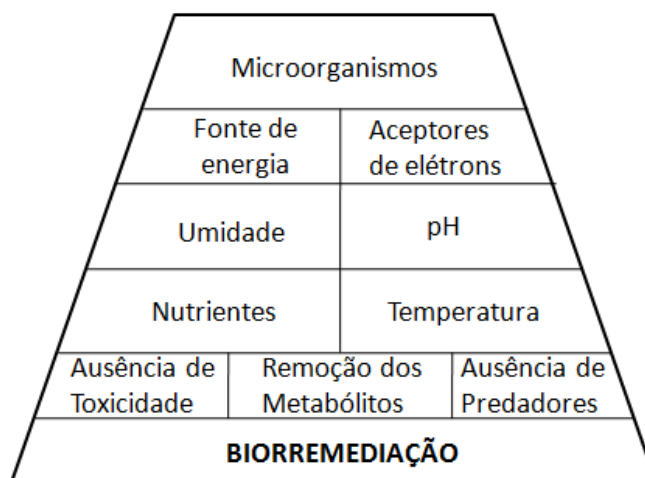 Microorganismos
Fonte de
energia
Aceptores
de elétrons
Umidade
pH
Nutrientes
Temperatura
Ausência de
Toxicidade
Remoção dos
Metabólitos
Ausência de
Predadores
BIORREMEDIAÇÃO